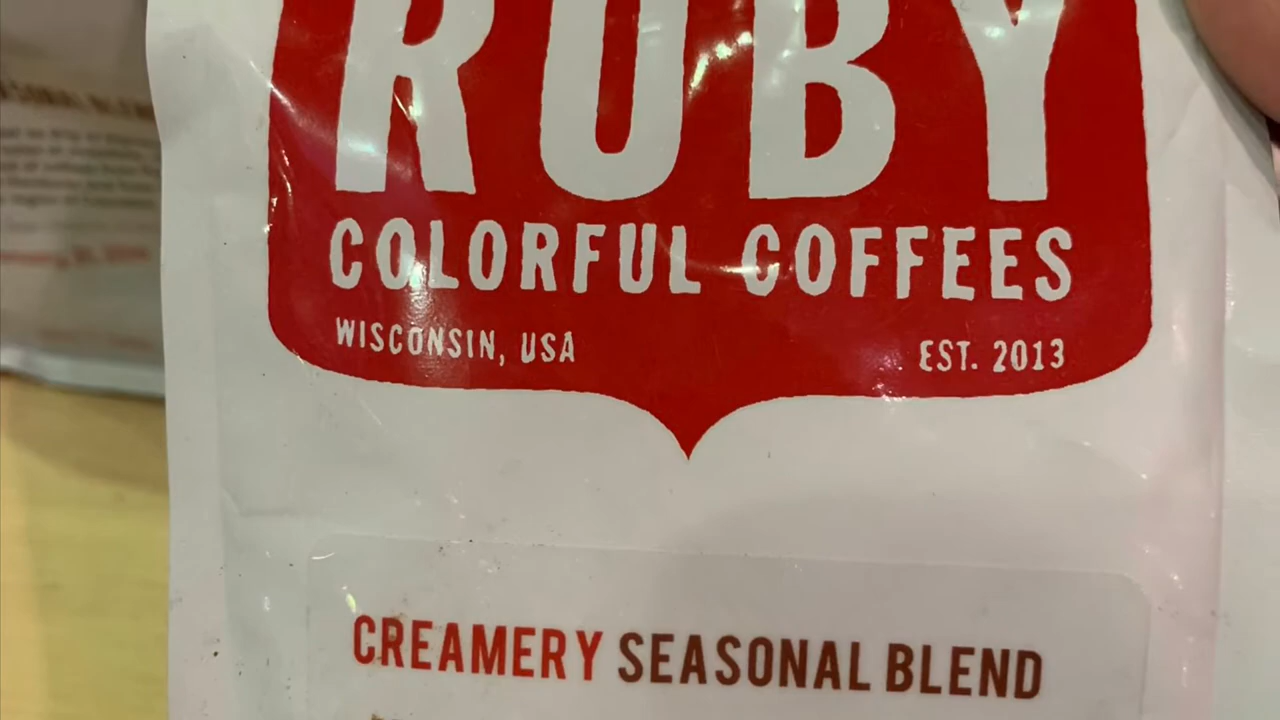 RUBY
COLORFUL COFFEES
WISCONSIN, USA
EST. 2013
CREAMERY SEASONAL BLEND